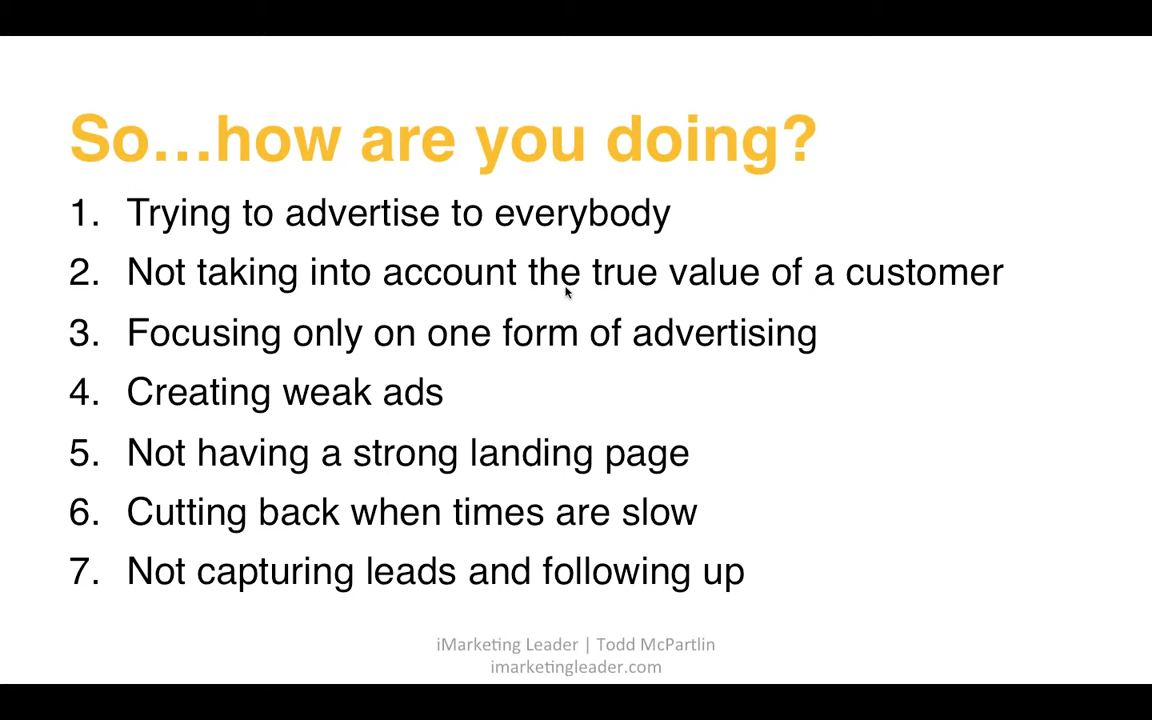 So...how are you doing?
1. Trying to advertise to everybody
2. Not taking into account the true value of a customer
3. Focusing only on one form of advertising
4. Creating weak ads
5. Not having a strong landing page
6. Cutting back when times are slow
7. Not capturing leads and following up
iMarketing Leader | Todd McPartlin
imarketingleader.com